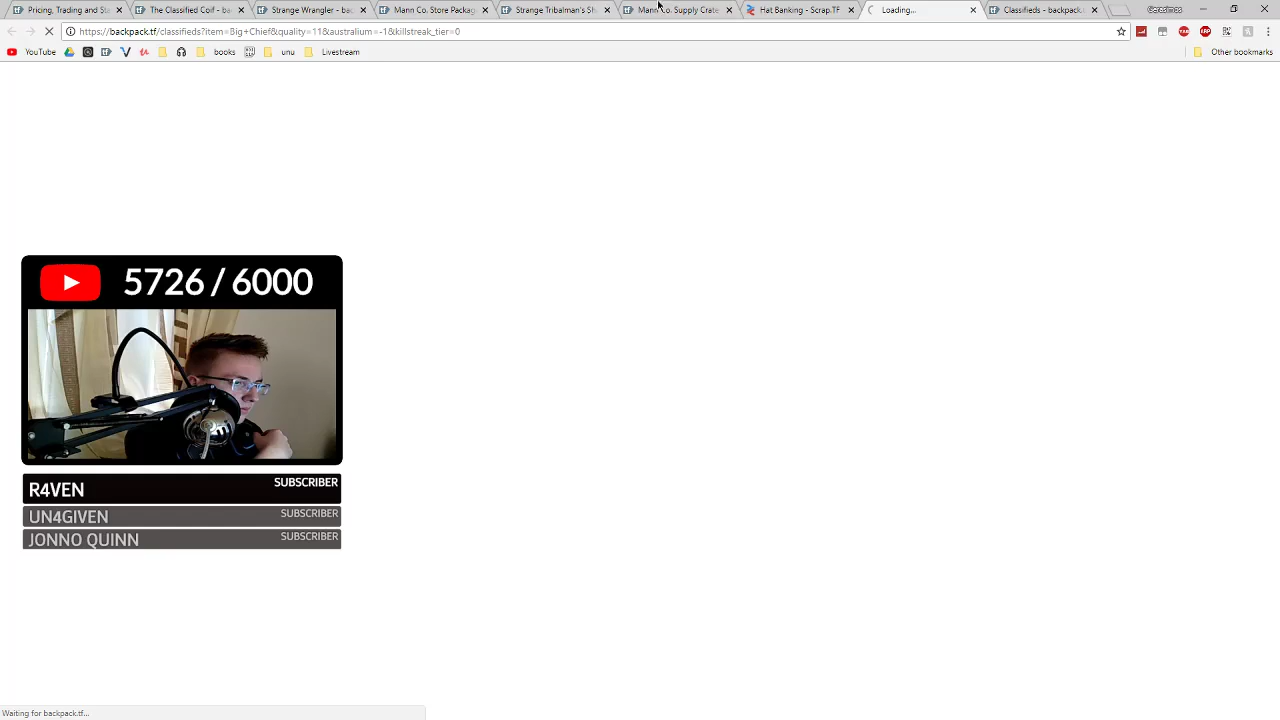 Pricing, Trading and Sta
The Classified Coif - ba
Strange Wrangler - bac
Mann Co. Store Packag
Strange Tribalman's Sh
Mann Co. Supply Crate
Hat Banking - Scrap.TF
Loading...
Classifieds - backpack.t
https://backpack.tf/classifieds?item=Big+Chief&quality=11&australium=-1&killstreak_tier=0
YouTube
books
unu
Livestream
Other bookmarks
5726 / 6000
R4VEN SUBSCRIBER
UN4GIVEN SUBSCRIBER
JONNO QUINN SUBSCRIBER
Waiting for backpack.tf...